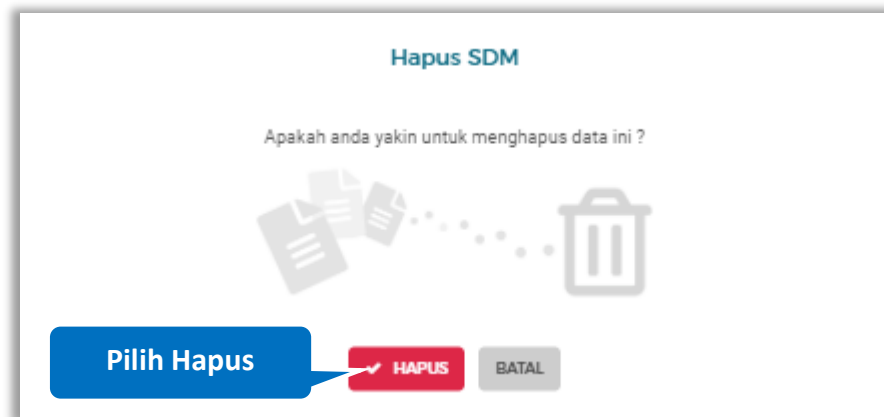 Hapus SDM
Apakah anda yakin untuk menghapus data ini ?
Pilih Hapus
HAPUS
BATAL